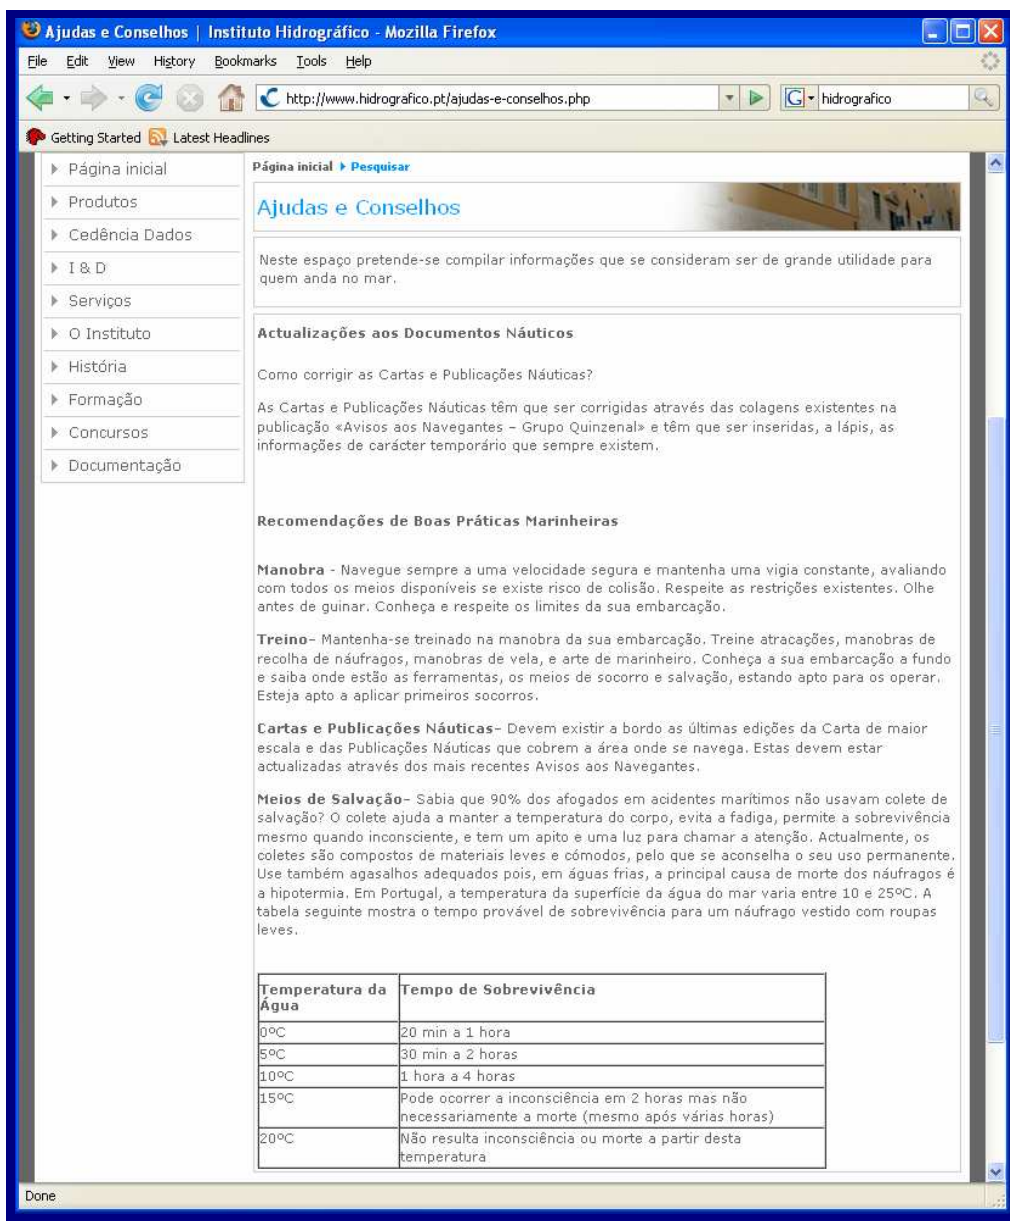 Ajudas e Conselhos | Instituto Hidrográfico - Mozilla Firefox
File Edit View History Bookmarks Tools Help
http://www.hidrografico.pt/ajudas-e-conselhos.php
G hidrografico
Getting Started Latest Headlines
Página inicial
Produtos
Cedência Dados
I & D
Serviços
O Instituto
História
Formação
Concursos
Documentação
Página inicial Pesquisar
Ajudas e Conselhos
Neste espaço pretende-se compilar informações que se consideram ser de grande utilidade para
quem anda no mar.
Actualizações aos Documentos Náuticos
Como corrigir as Cartas e Publicações Náuticas?
As Cartas e Publicações Náuticas têm que ser corrigidas através das colagens existentes na
publicação «Avisos aos Navegantes – Grupo Quinzenal» e têm que ser inseridas, a lápis, as
informações de carácter temporário que sempre existem.
Recomendações de Boas Práticas Marinheiras
Manobra - Navegue sempre a uma velocidade segura e mantenha uma vigia constante, avaliando
com todos os meios disponíveis se existe risco de colisão. Respeite as restrições existentes. Olhe
antes de guinar. Conheça e respeite os limites da sua embarcação.
Treino– Mantenha-se treinado na manobra da sua embarcação. Treine atracações, manobras de
recolha de náufragos, manobras de vela, e arte de marinheiro. Conheça a sua embarcação a fundo
e saiba onde estão as ferramentas, os meios de socorro e salvação, estando apto para os operar.
Esteja apto a aplicar primeiros socorros.
Cartas e Publicações Náuticas– Devem existir a bordo as últimas edições da Carta de maior
escala e das Publicações Náuticas que cobrem a área onde se navega. Estas devem estar
actualizadas através dos mais recentes Avisos aos Navegantes.
Meios de Salvação– Sabia que 90% dos afogados em acidentes marítimos não usavam colete de
salvação? O colete ajuda a manter a temperatura do corpo, evita a fadiga, permite a sobrevivência
mesmo quando inconsciente, e tem um apito e uma luz para chamar a atenção. Actualmente, os
coletes são compostos de materiais leves e cómodos, pelo que se aconselha o seu uso permanente.
Use também agasalhos adequados pois, em águas frias, a principal causa de morte dos náufragos é
a hipotermia. Em Portugal, a temperatura da superfície da água do mar varia entre 10 e 25ºC. A
tabela seguinte mostra o tempo provável de sobrevivência para um náufrago vestido com roupas
leves.
Temperatura da Água
Tempo de Sobrevivência
0ºC 20 min a 1 hora
5ºC 30 min a 2 horas
10ºC 1 hora a 4 horas
15ºC Pode ocorrer a inconsciência em 2 horas mas não
necessariamente a morte (mesmo após várias horas)
20ºC Não resulta inconsciência ou morte a partir desta
temperatura
Done